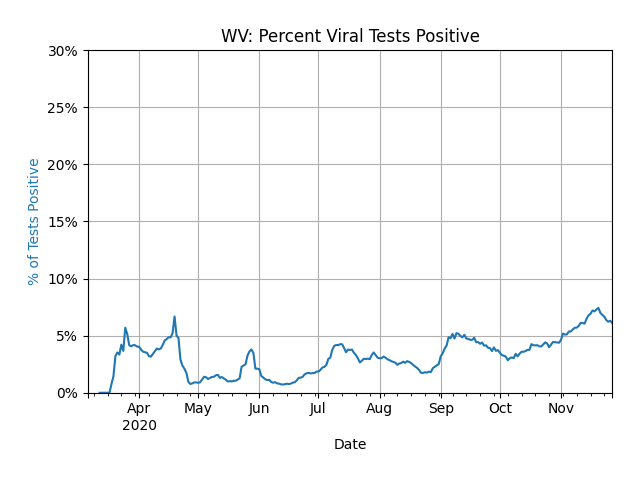 WV: Percent Viral Tests Positive
30%
25%
20%
15%
10%
5%
0%
% of Tests Positive
Apr May Jun Jul Aug Sep Oct Nov
2020
Date